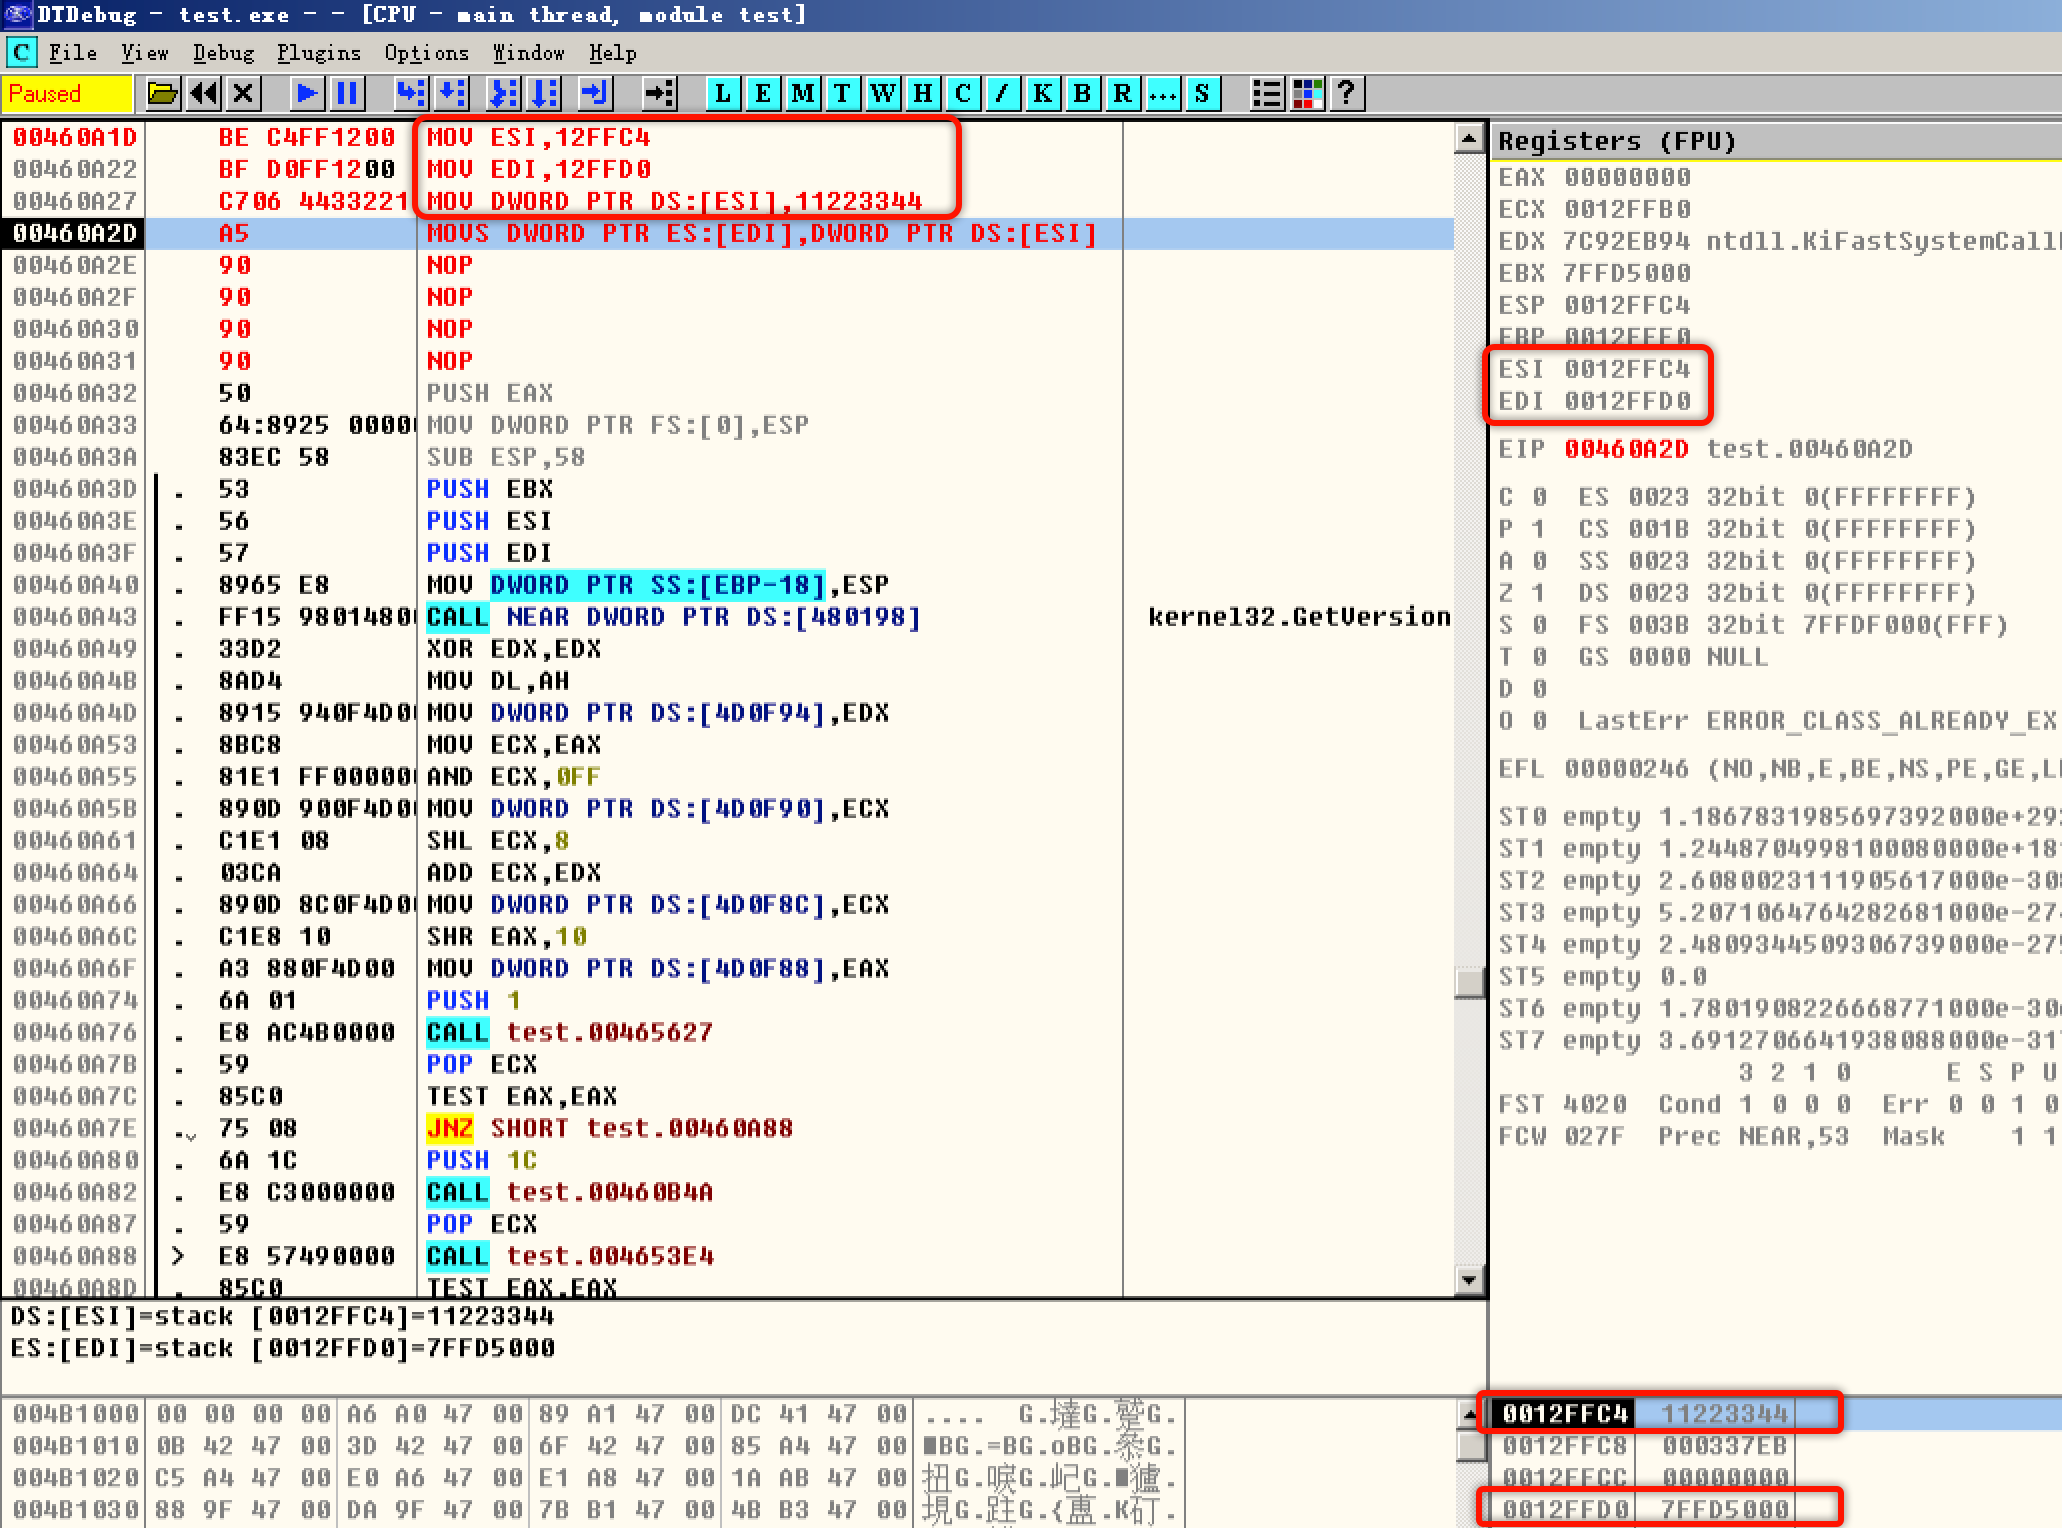 DTDebug - test.exe - - [CPU - main thread, module test]
C File View Debug Plugins Options Window Help
Paused L E M T W H C / K B R ... S ?
00460A1D BE C4FF1200 MOV ESI,12FFC4
00460A22 BF D0FF1200 MOV EDI,12FFD0
00460A27 C706 4433221 MOV DWORD PTR DS:[ESI],11223344
00460A2D A5 MOVS DWORD PTR ES:[EDI],DWORD PTR DS:[ESI]
00460A2E 90 NOP
00460A2F 90 NOP
00460A30 90 NOP
00460A31 90 NOP
00460A32 50 PUSH EAX
00460A33 64:8925 0000 MOV DWORD PTR FS:[0],ESP
00460A3A 83EC 58 SUB ESP,58
00460A3D . 53 PUSH EBX
00460A3E . 56 PUSH ESI
00460A3F . 57 PUSH EDI
00460A40 . 8965 E8 MOV DWORD PTR SS:[EBP-18],ESP
00460A43 . FF15 9801480 CALL NEAR DWORD PTR DS:[480198] kernel32.GetVersion
00460A49 . 33D2 XOR EDX,EDX
00460A4B . 8AD4 MOV DL,AH
00460A4D . 8915 940F4D0 MOV DWORD PTR DS:[4D0F94],EDX
00460A53 . 8BC8 MOV ECX,EAX
00460A55 . 81E1 FF00000 AND ECX,0FF
00460A5B . 890D 900F4D0 MOV DWORD PTR DS:[4D0F90],ECX
00460A61 . C1E1 08 SHL ECX,8
00460A64 . 03CA ADD ECX,EDX
00460A66 . 890D 8C0F4D0 MOV DWORD PTR DS:[4D0F8C],ECX
00460A6C . C1E8 10 SHR EAX,10
00460A6F . A3 880F4D00 MOV DWORD PTR DS:[4D0F88],EAX
00460A74 . 6A 01 PUSH 1
00460A76 . E8 AC4B0000 CALL test.00465627
00460A7B . 59 POP ECX
00460A7C . 85C0 TEST EAX,EAX
00460A7E . 75 08 JNZ SHORT test.00460A88
00460A80 . 6A 1C PUSH 1C
00460A82 . E8 C3000000 CALL test.00460B4A
00460A87 . 59 POP ECX
00460A88 > E8 57490000 CALL test.004653E4
00460A8D . 85C0 TEST EAX,EAX
Registers (FPU)
EAX 00000000
ECX 0012FFB0
EDX 7C92EB94 ntdll.KiFastSystemCall
EBX 7FFD5000
ESP 0012FFC4
EBP 0012FFF0
ESI 0012FFC4
EDI 0012FFD0
EIP 00460A2D test.00460A2D
C 0 ES 0023 32bit 0(FFFFFFFF)
P 1 CS 001B 32bit 0(FFFFFFFF)
A 0 SS 0023 32bit 0(FFFFFFFF)
Z 1 DS 0023 32bit 0(FFFFFFFF)
S 0 FS 003B 32bit 7FFDF000(FFF)
T 0 GS 0000 NULL
D 0
O 0 LastErr ERROR_CLASS_ALREADY_EX
EFL 00000246 (NO,NB,E,BE,NS,PE,GE,L
ST0 empty 1.1867831985697392000e+29
ST1 empty 1.2448704998100080000e+18
ST2 empty 2.6080023111905617000e-30
ST3 empty 5.2071064764282681000e-27
ST4 empty 2.4809344509306739000e-27
ST5 empty 0.0
ST6 empty 1.7801908226668771000e-30
ST7 empty 3.6912706641938088000e-31
3 2 1 0 E S P U
FST 4020 Cond 1 0 0 0 Err 0 0 1 0
FCW 027F Prec NEAR,53 Mask 1 1
DS:[ESI]=stack [0012FFC4]=11223344
ES:[EDI]=stack [0012FFD0]=7FFD5000
004B1000 00 00 00 00 A6 A0 47 00 89 A1 47 00 DC 41 47 00 .... G. G. G.
004B1010 0B 42 47 00 3D 42 47 00 6F 42 47 00 85 A4 47 00 ■BG.=BG.oBG. G.
004B1020 C5 A4 47 00 E0 A6 47 00 E1 A8 47 00 1A AB 47 00 扭G.唳G.屺G.■
004B1030 88 9F 47 00 DA 9F 47 00 7B B1 47 00 4B B3 47 00 G. G.{ .K .
0012FFC4 11223344
0012FFC8 000337EB
0012FFCC 00000000
0012FFD0 7FFD5000